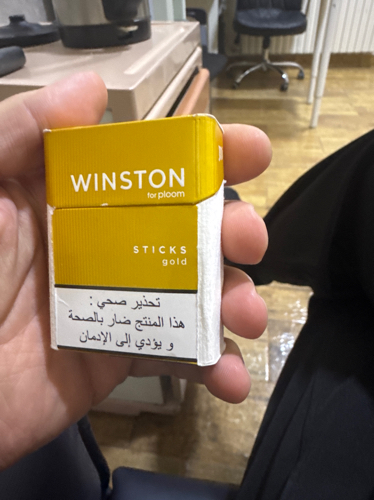 WINSTON
for ploom
STICKS
gold
تحذير صحي :
هذا المنتج ضار بالصحة
و يؤدي إلى الإدمان